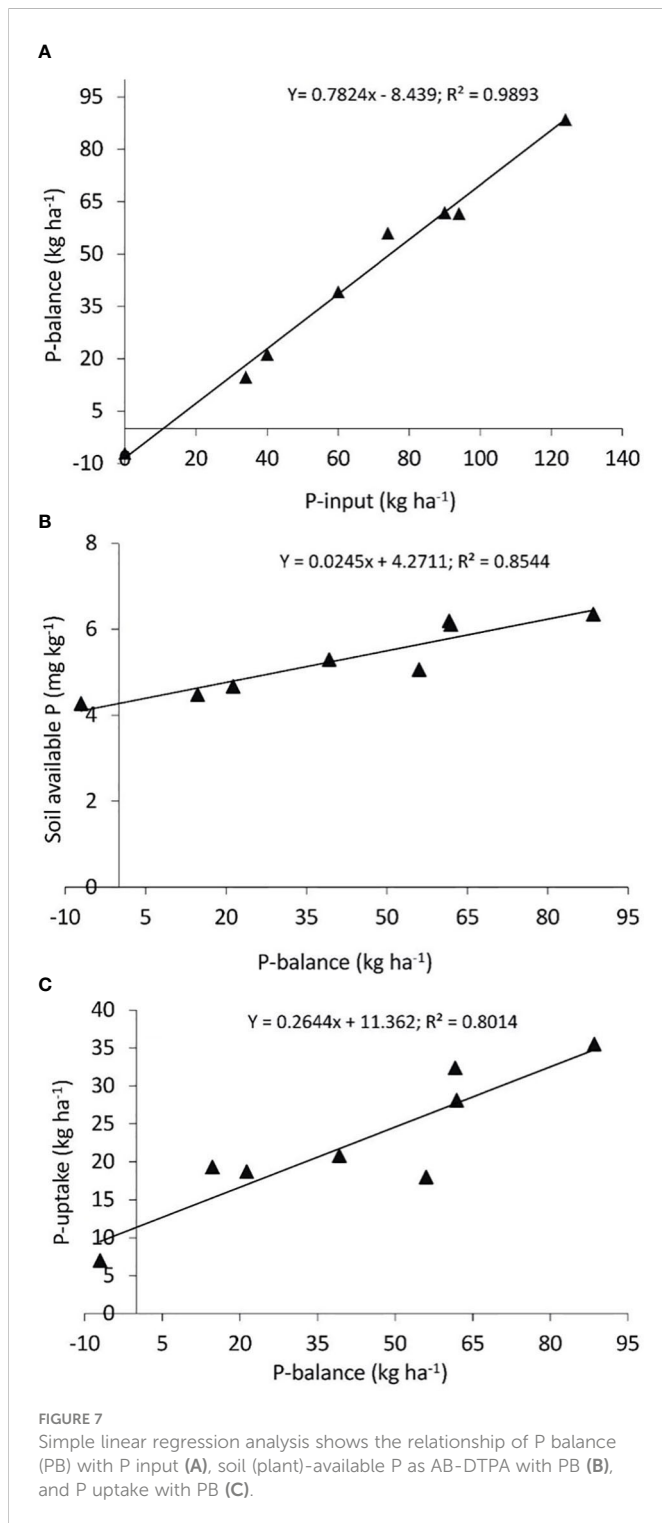 A
Y= 0.7824x - 8.439; R² = 0.9893
95
80
65
50
35
20
5
-10
P-balance (kg ha⁻¹)
0 20 40 60 80 100 120 140
P-input (kg ha⁻¹)
B
Y = 0.0245x + 4.2711; R² = 0.8544
8
6
4
2
0
Soil available P (mg kg⁻¹)
-10 5 20 35 50 65 80 95
P-balance (kg ha⁻¹)
C
Y = 0.2644x + 11.362; R² = 0.8014
40
35
30
25
20
15
10
5
0
P-uptake (kg ha⁻¹)
-10 5 20 35 50 65 80 95
P-balance (kg ha⁻¹)
FIGURE 7
Simple linear regression analysis shows the relationship of P balance
(PB) with P input (A), soil (plant)-available P as AB-DTPA with PB (B),
and P uptake with PB (C).